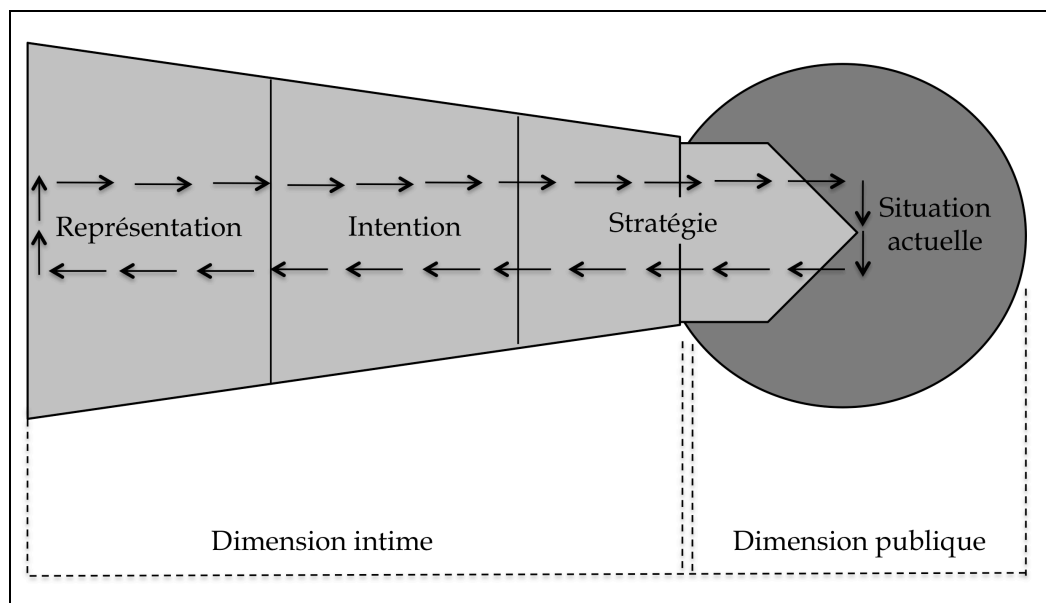 Représentation
Intention
Stratégie
Situation
actuelle
Dimension intime
Dimension publique